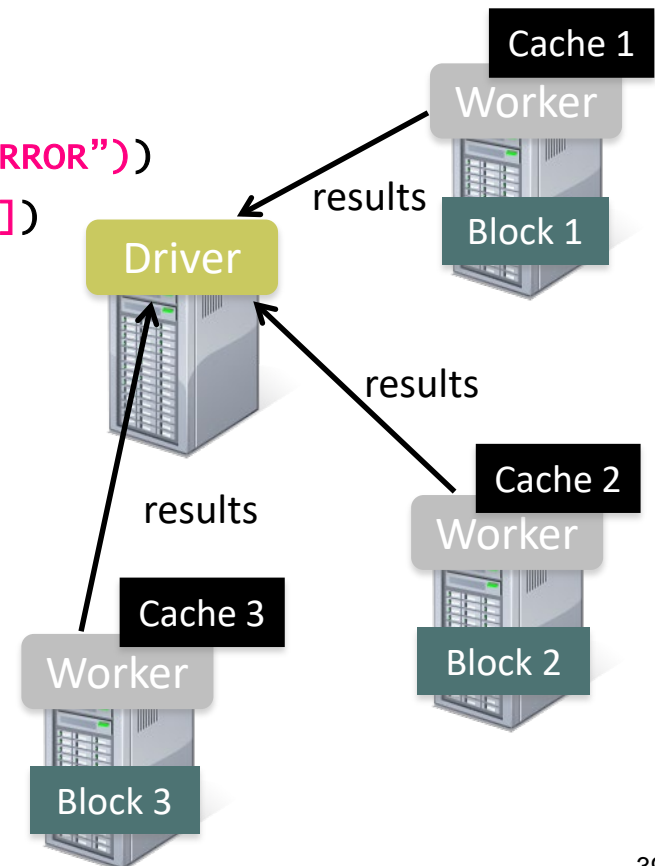 Cache 1
Worker
RROR”))
])
results
Block 1
Driver
results
Cache 2
results
Worker
Cache 3
Block 2
Worker
Block 3